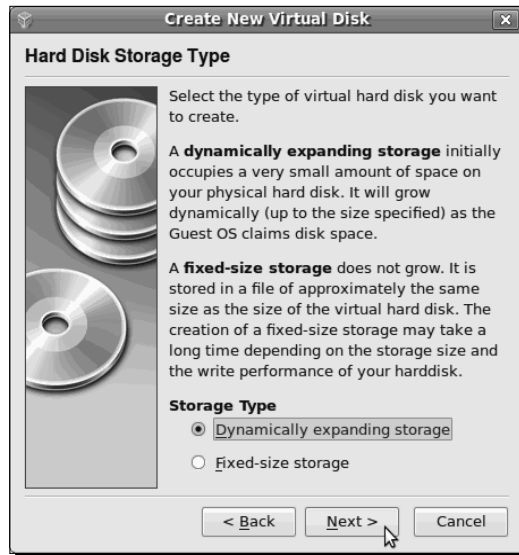 Create New Virtual Disk
Hard Disk Storage Type
Select the type of virtual hard disk you want
to create.
A dynamically expanding storage initially
occupies a very small amount of space on
your physical hard disk. It will grow
dynamically (up to the size specified) as the
Guest OS claims disk space.
A fixed-size storage does not grow. It is
stored in a file of approximately the same
size as the size of the virtual hard disk. The
creation of a fixed-size storage may take a
long time depending on the storage size and
the write performance of your harddisk.
Storage Type
Dynamically expanding storage
Fixed-size storage
< Back
Next >
Cancel